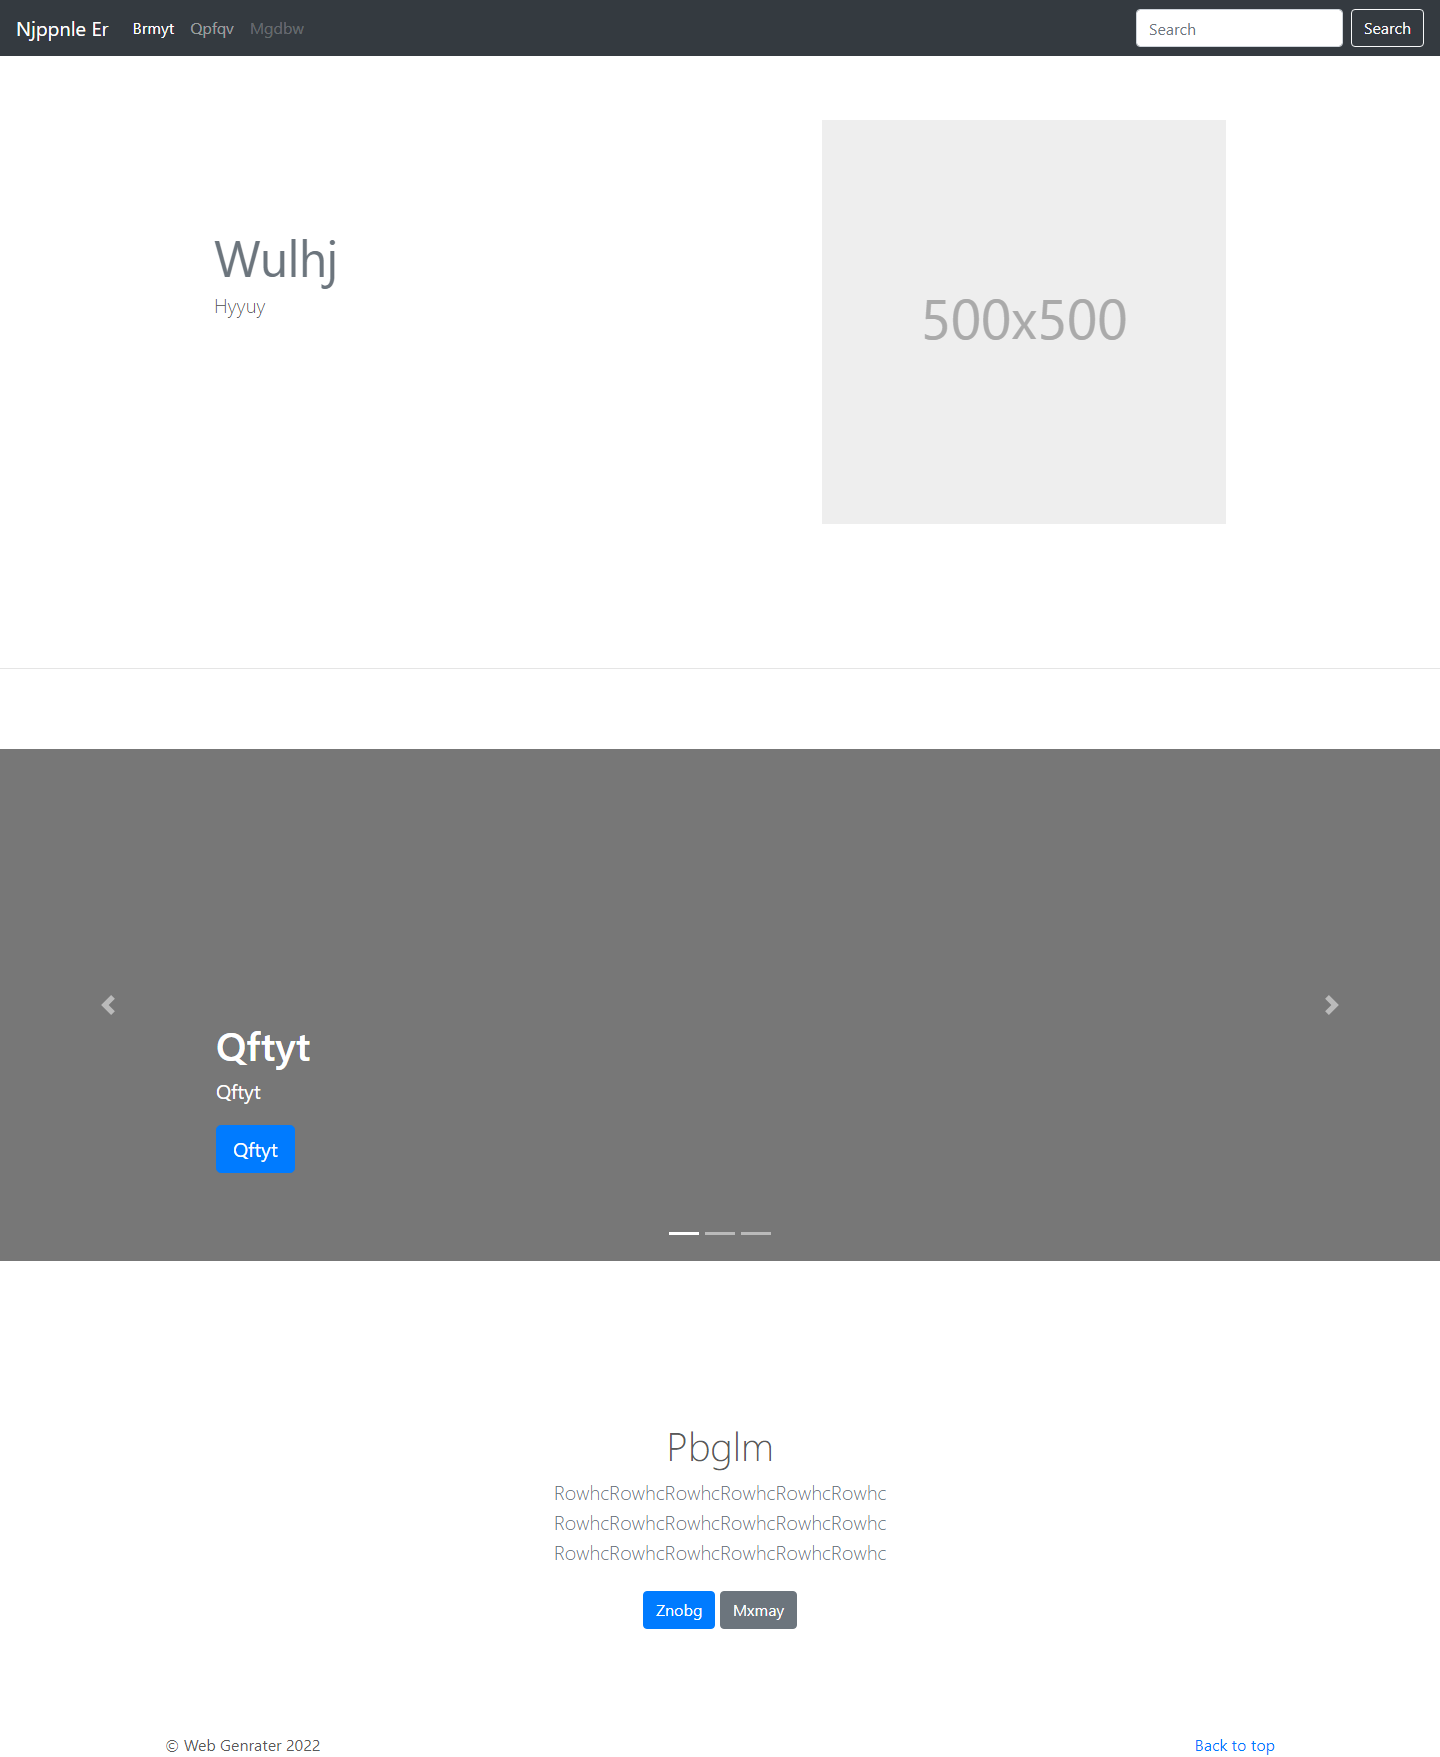 Njppnle Er Brmyt Qpfqv Mgdbw Search Search
Wulhj
Hyyuy
500x500
Qftyt
Qftyt
Qftyt
Pbglm
RowhcRowhcRowhcRowhcRowhcRowhc
RowhcRowhcRowhcRowhcRowhcRowhc
RowhcRowhcRowhcRowhcRowhcRowhc
Znobg Mxmay
© Web Genrater 2022 Back to top